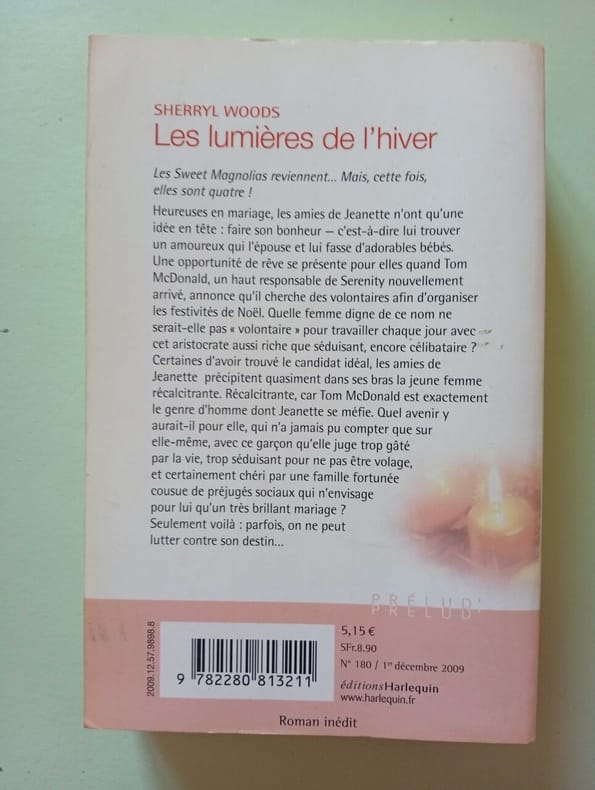 SHERRYL WOODS
Les lumières de l'hiver
Les Sweet Magnolias reviennent... Mais, cette fois,
elles sont quatre !
Heureuses en mariage, les amies de Jeanette n'ont qu'une
idée en tête : faire son bonheur — c'est-à-dire lui trouver
un amoureux qui l'épouse et lui fasse d'adorables bébés.
Une opportunité de rêve se présente pour elles quand Tom
McDonald, un haut responsable de Serenity nouvellement
arrivé, annonce qu'il cherche des volontaires afin d'organiser
les festivités de Noël. Quelle femme digne de ce nom ne
serait-elle pas « volontaire » pour travailler chaque jour avec
cet aristocrate aussi riche que séduisant, encore célibataire ?
Certaines d'avoir trouvé le candidat idéal, les amies de
Jeanette précipitent quasiment dans ses bras la jeune femme
récalcitrante. Récalcitrante, car Tom McDonald est exactement
le genre d'homme dont Jeanette se méfie. Quel avenir y
aurait-il pour elle, qui n'a jamais pu compter que sur
elle-même, avec ce garçon qu'elle juge trop gâté
par la vie, trop séduisant pour ne pas être volage,
et certainement chéri par une famille fortunée
cousue de préjugés sociaux qui n'envisage
pour lui qu'un très brillant mariage ?
Seulement voilà : parfois, on ne peut
lutter contre son destin...
PRÉLUD'
PRÉLUD'
2009.12.57.9898.8
9 782280 813211
5,15 €
SFr.8.90
N° 180 / 1er décembre 2009
éditionsHarlequin
www.harlequin.fr
Roman inédit